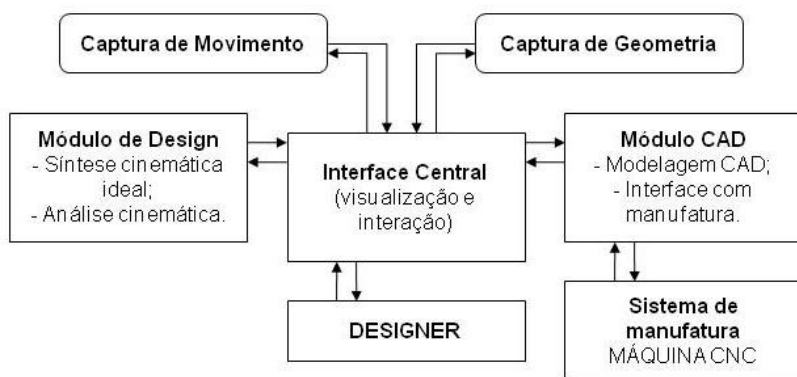 Captura de Movimento
Captura de Geometria
Módulo de Design
- Síntese cinemática
ideal;
- Análise cinemática.
Interface Central
(visualização e
interação)
Módulo CAD
- Modelagem CAD;
- Interface com
manufatura.
DESIGNER
Sistema de
manufatura
MÁQUINA CNC